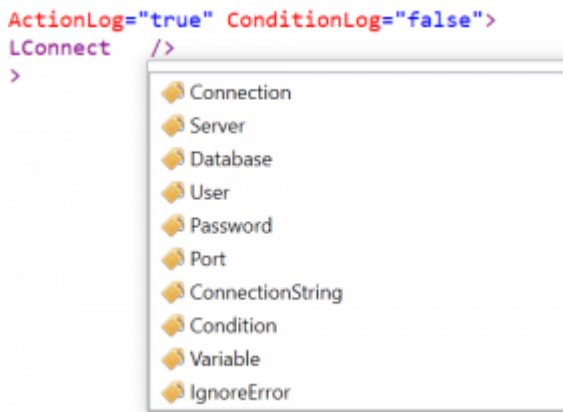 ActionLog="true" ConditionLog="false">
LConnect />
>
Connection
Server
Database
User
Password
Port
ConnectionString
Condition
Variable
IgnoreError